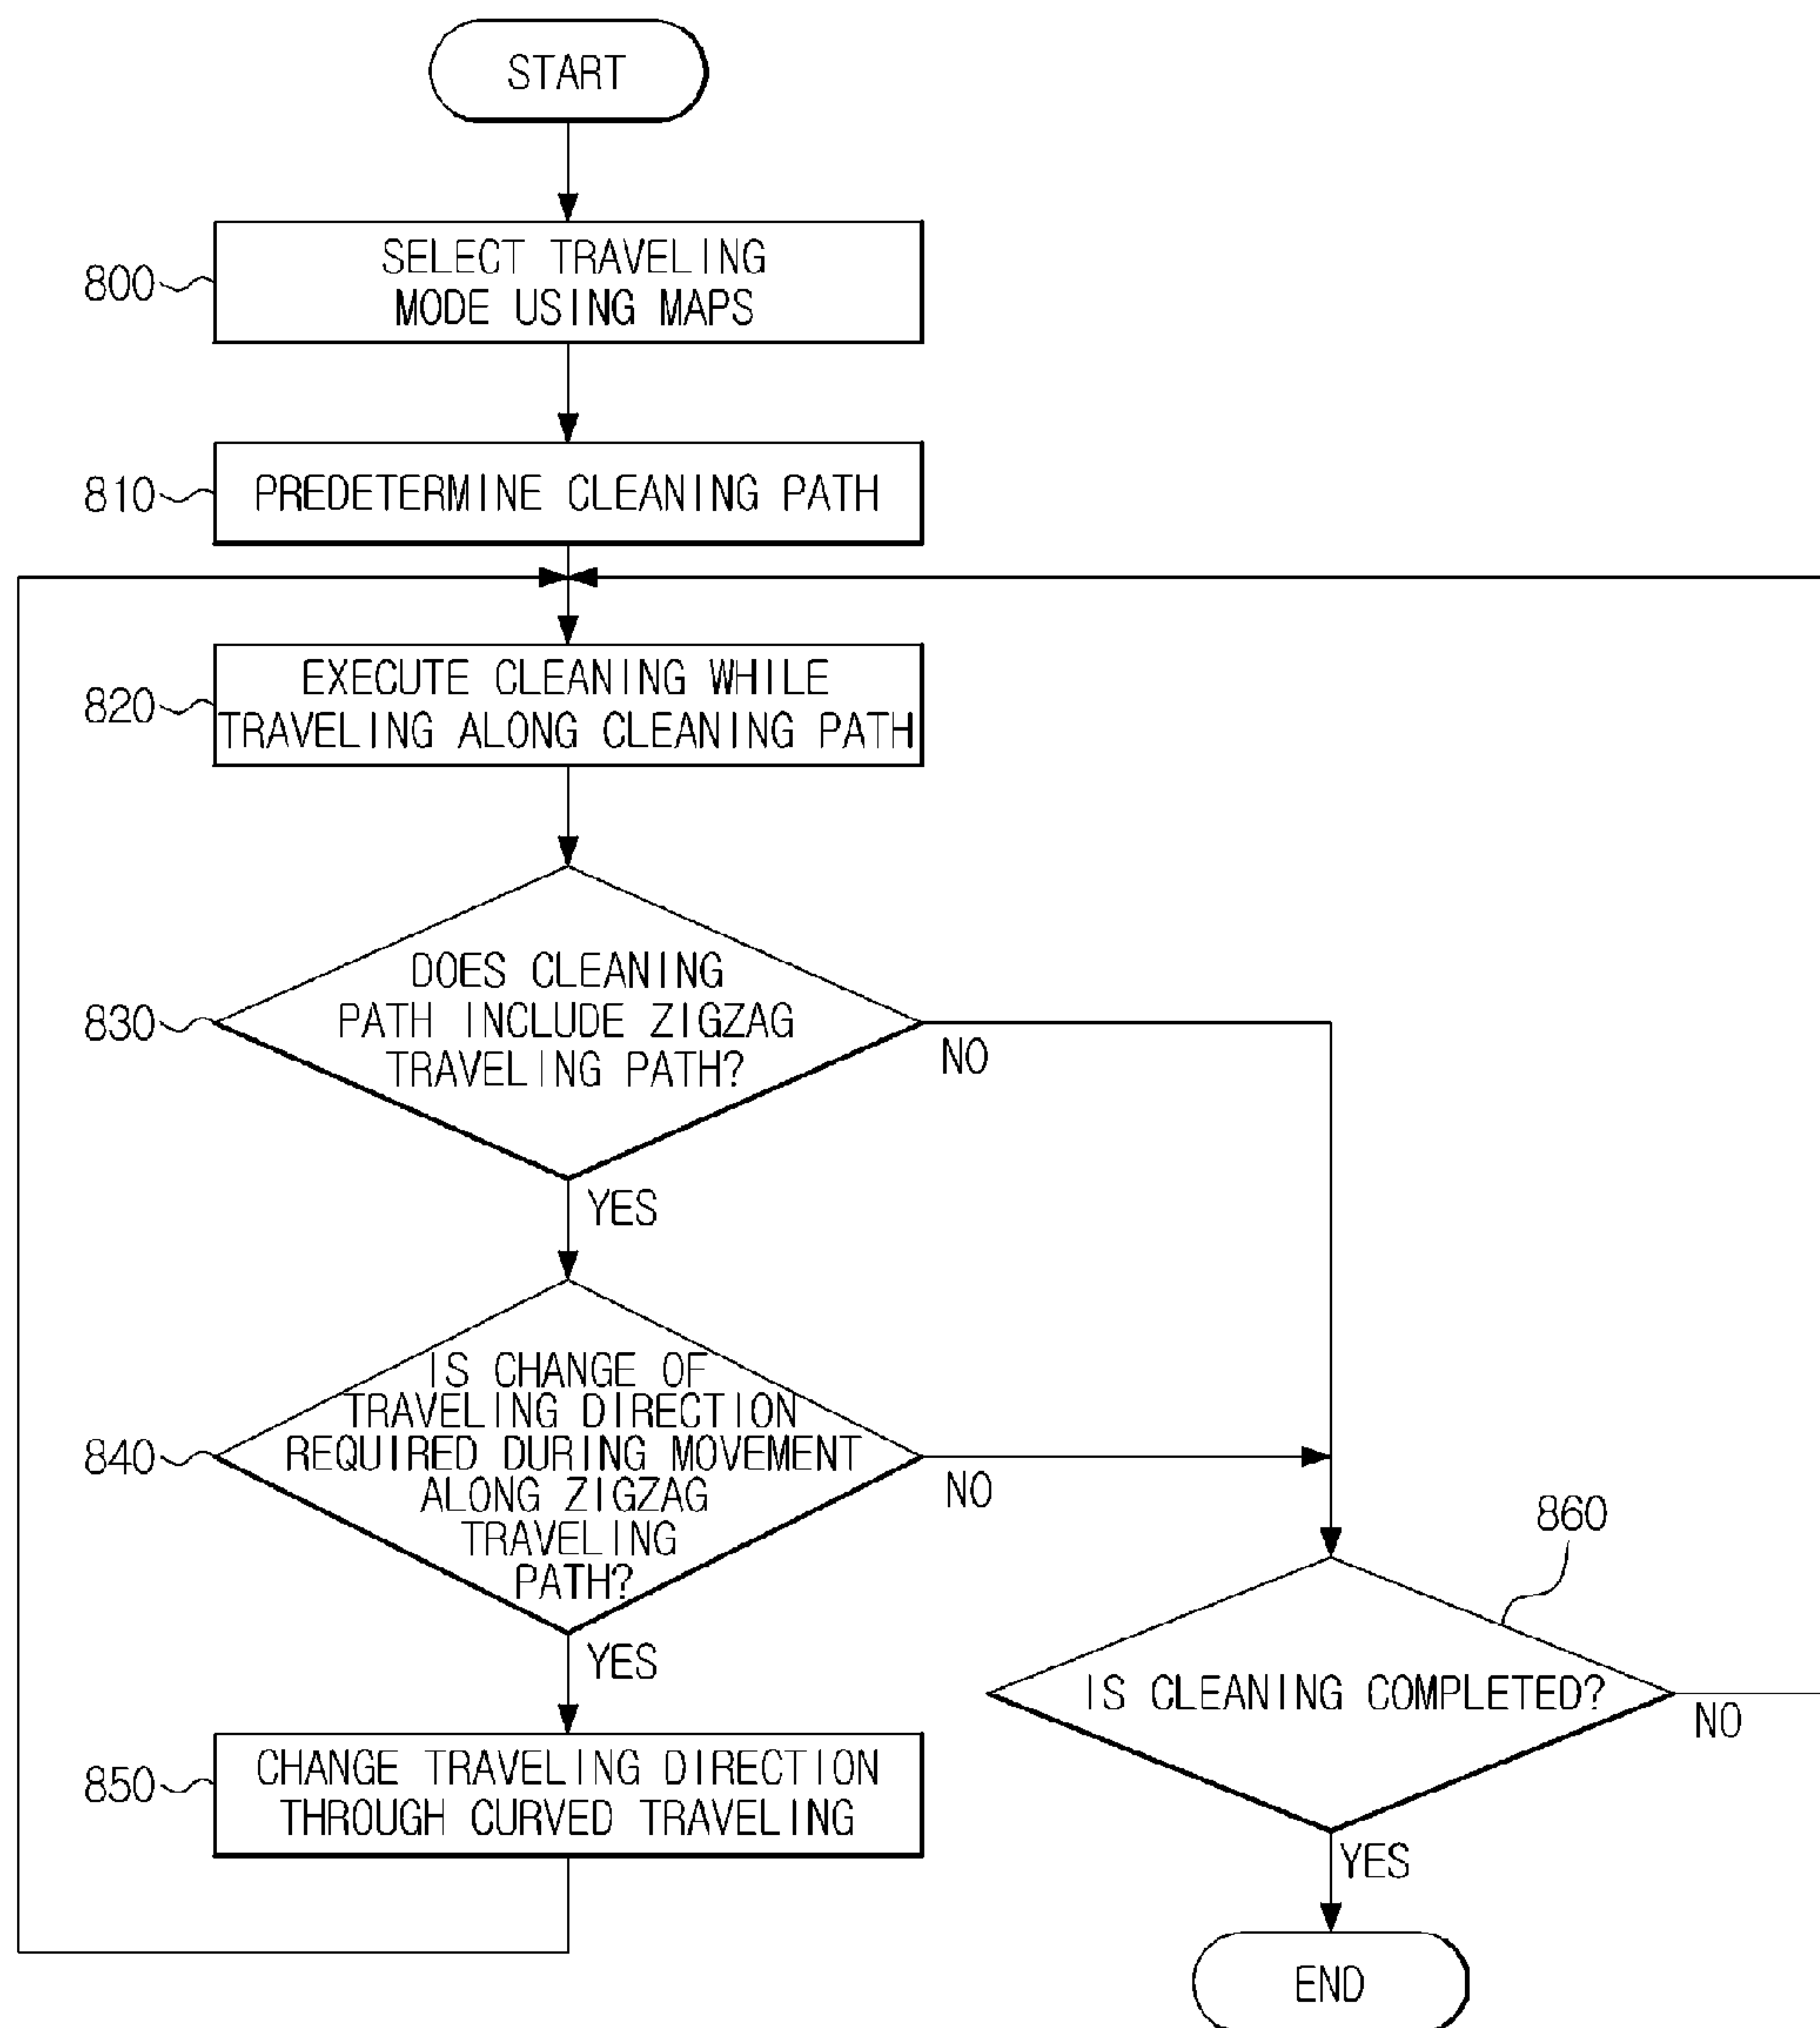 START
800
SELECT TRAVELING
MODE USING MAPS
810
PREDETERMINE CLEANING PATH
820
EXECUTE CLEANING WHILE
TRAVELING ALONG CLEANING PATH
830
DOES CLEANING
PATH INCLUDE ZIGZAG
TRAVELING PATH?
NO
YES
840
IS CHANGE OF
TRAVELING DIRECTION
REQUIRED DURING MOVEMENT
ALONG ZIGZAG
TRAVELING
PATH?
NO
YES
850
CHANGE TRAVELING DIRECTION
THROUGH CURVED TRAVELING
860
IS CLEANING COMPLETED?
NO
YES
END